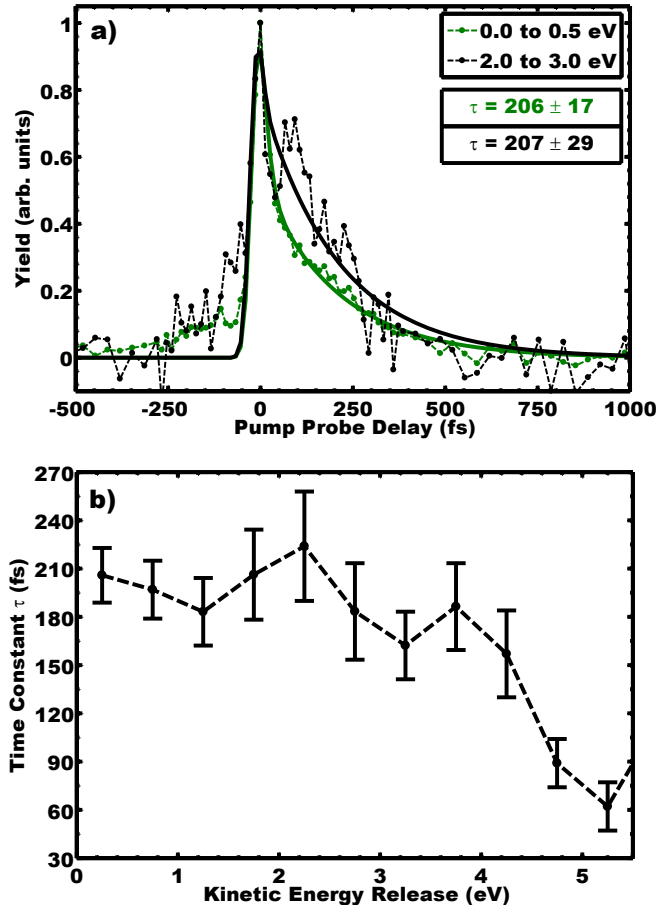 a)
0.0 to 0.5 eV
2.0 to 3.0 eV
τ = 206 ± 17
τ = 207 ± 29
Yield (arb. units)
1
0.8
0.6
0.4
0.2
0
-500 -250 0 250 500 750 1000
Pump Probe Delay (fs)
b)
Time Constant τ (fs)
270
240
210
180
150
120
90
60
30
0 1 2 3 4 5
Kinetic Energy Release (eV)